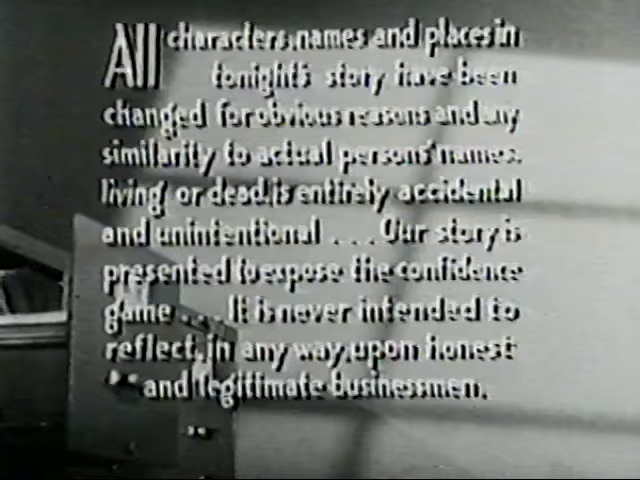 All characters, names and places in
tonight's story have been
changed for obvious reasons and any
similarity to actual persons' names,
living or dead, is entirely accidental
and unintentional . . . Our story is
presented to expose the confidence
game . . . It is never intended to
reflect, in any way, upon honest
and legitimate businessmen.